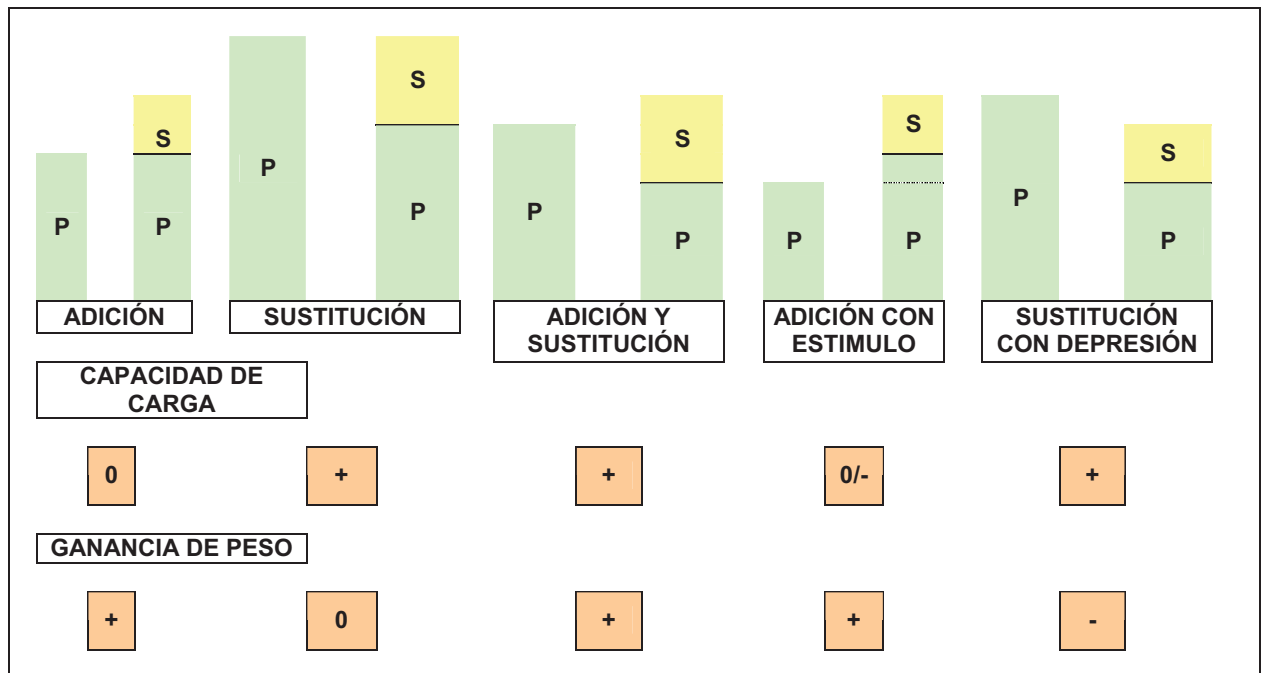 S
S
S
S
S
P
P
P
P
P
P
P
P
P
P
ADICIÓN
SUSTITUCIÓN
ADICIÓN Y
SUSTITUCIÓN
ADICIÓN CON
ESTIMULO
SUSTITUCIÓN
CON DEPRESIÓN
CAPACIDAD DE
CARGA
0
+
+
0/-
+
GANANCIA DE PESO
+
0
+
+
-